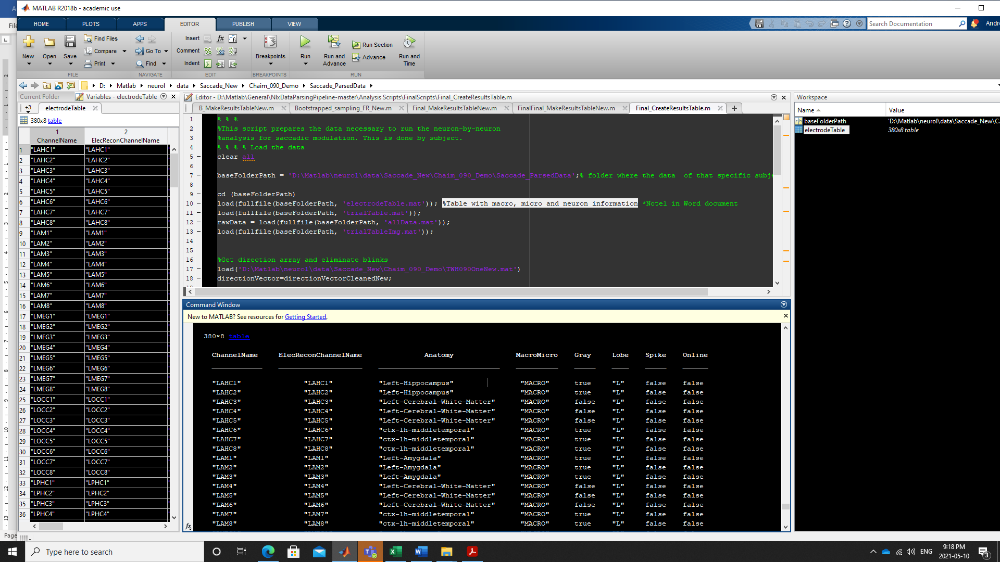 MATLAB R2018b - academic use
HOME PLOTS APPS EDITOR PUBLISH VIEW
Search Documentation
Andr
File
New Open Save
Find Files
Compare
Print
Go To
Find
Insert
Comment
Indent
Breakpoints
Run
Run and Advance
Run Section
Advance
Run and Time
FILE NAVIGATE EDIT BREAKPOINTS RUN
D: Matlab neurol data Saccade_New Chaim_090_Demo Saccade_ParsedData
Current Folder
Variables - electrodeTable
+3
electrodeTable
380x8 table
1 2
ChannelName ElecReconChannelName
1 "LAHC1" "LAHC1"
2 "LAHC2" "LAHC2"
3 "LAHC3" "LAHC3"
4 "LAHC4" "LAHC4"
5 "LAHC5" "LAHC5"
6 "LAHC6" "LAHC6"
7 "LAHC7" "LAHC7"
8 "LAHC8" "LAHC8"
9 "LAM1" "LAM1"
10 "LAM2" "LAM2"
11 "LAM3" "LAM3"
12 "LAM4" "LAM4"
13 "LAM5" "LAM5"
14 "LAM6" "LAM6"
15 "LAM7" "LAM7"
16 "LAM8" "LAM8"
17 "LMEG1" "LMEG1"
18 "LMEG2" "LMEG2"
19 "LMEG3" "LMEG3"
20 "LMEG4" "LMEG4"
21 "LMEG5" "LMEG5"
22 "LMEG6" "LMEG6"
23 "LMEG7" "LMEG7"
24 "LMEG8" "LMEG8"
25 "LOCC1" "LOCC1"
26 "LOCC2" "LOCC2"
27 "LOCC3" "LOCC3"
28 "LOCC4" "LOCC4"
29 "LOCC5" "LOCC5"
30 "LOCC6" "LOCC6"
31 "LOCC7" "LOCC7"
32 "LOCC8" "LOCC8"
33 "LPHC1" "LPHC1"
34 "LPHC2" "LPHC2"
35 "LPHC3" "LPHC3"
36 "LPHC4" "LPHC4"
Editor - D:\Matlab\General\NlxDataParsingPipeline-master\Analysis Scripts\FinalScripts\Final_CreateResultsTable.m
B_MakeResultsTableNew.m Bootstrapped_sampling_FR_New.m Final_MakeResultsTableNew.m FinalFinal_MakeResultsTableNew.m Final_CreateResultsTable.m
1 % % %
2 %This script prepares the data necessary to run the neuron-by-neuron
3 %analysis for saccadic modulation. This is done by subject.
4 % % % % Load the data
5 clear all
6
7 baseFolderPath = 'D:\Matlab\neurol\data\Saccade_New\Chaim_090_Demo\Saccade_ParsedData';% folder where the data  of that specific subje
8
9 cd (baseFolderPath)
10 load(fullfile(baseFolderPath, 'electrodeTable.mat')); %Table with macro, micro and neuron information *Note1 in Word document
11 load(fullfile(baseFolderPath, 'trialTable.mat'));
12 rawData = load(fullfile(baseFolderPath, 'allData.mat'));
13 load(fullfile(baseFolderPath, 'trialTableImg.mat'));
14
15
16 %Get direction array and eliminate blinks
17 load('D:\Matlab\neurol\data\Saccade_New\Chaim_090_Demo\TWH090OneNew.mat')
18 directionVector=directionVectorCleanedNew;
Command Window
New to MATLAB? See resources for Getting Started.
380×8 table
ChannelName ElecReconChannelName Anatomy MacroMicro Gray Lobe Spike Online
"LAHC1" "LAHC1" "Left-Hippocampus" "MACRO" true "L" false false
"LAHC2" "LAHC2" "Left-Hippocampus" "MACRO" true "L" false false
"LAHC3" "LAHC3" "Left-Cerebral-White-Matter" "MACRO" false "L" false false
"LAHC4" "LAHC4" "Left-Cerebral-White-Matter" "MACRO" false "L" false false
"LAHC5" "LAHC5" "Left-Cerebral-White-Matter" "MACRO" false "L" false false
"LAHC6" "LAHC6" "ctx-lh-middletemporal" "MACRO" true "L" false false
"LAHC7" "LAHC7" "ctx-lh-middletemporal" "MACRO" true "L" false false
"LAHC8" "LAHC8" "ctx-lh-middletemporal" "MACRO" true "L" false false
"LAM1" "LAM1" "Left-Amygdala" "MACRO" true "L" false false
"LAM2" "LAM2" "Left-Amygdala" "MACRO" true "L" false false
"LAM3" "LAM3" "Left-Amygdala" "MACRO" true "L" false false
"LAM4" "LAM4" "Left-Cerebral-White-Matter" "MACRO" false "L" false false
"LAM5" "LAM5" "Left-Cerebral-White-Matter" "MACRO" false "L" false false
"LAM6" "LAM6" "Left-Cerebral-White-Matter" "MACRO" false "L" false false
"LAM7" "LAM7" "ctx-lh-middletemporal" "MACRO" true "L" false false
"LAM8" "LAM8" "ctx-lh-middletemporal" "MACRO" true "L" false false
fx
Workspace
Name Value
baseFolderPath 'D:\Matlab\neurol\data\Saccade_New\C...
electrodeTable 380x8 table
Page
Type here to search
ENG
9:18 PM
2021-05-10
3